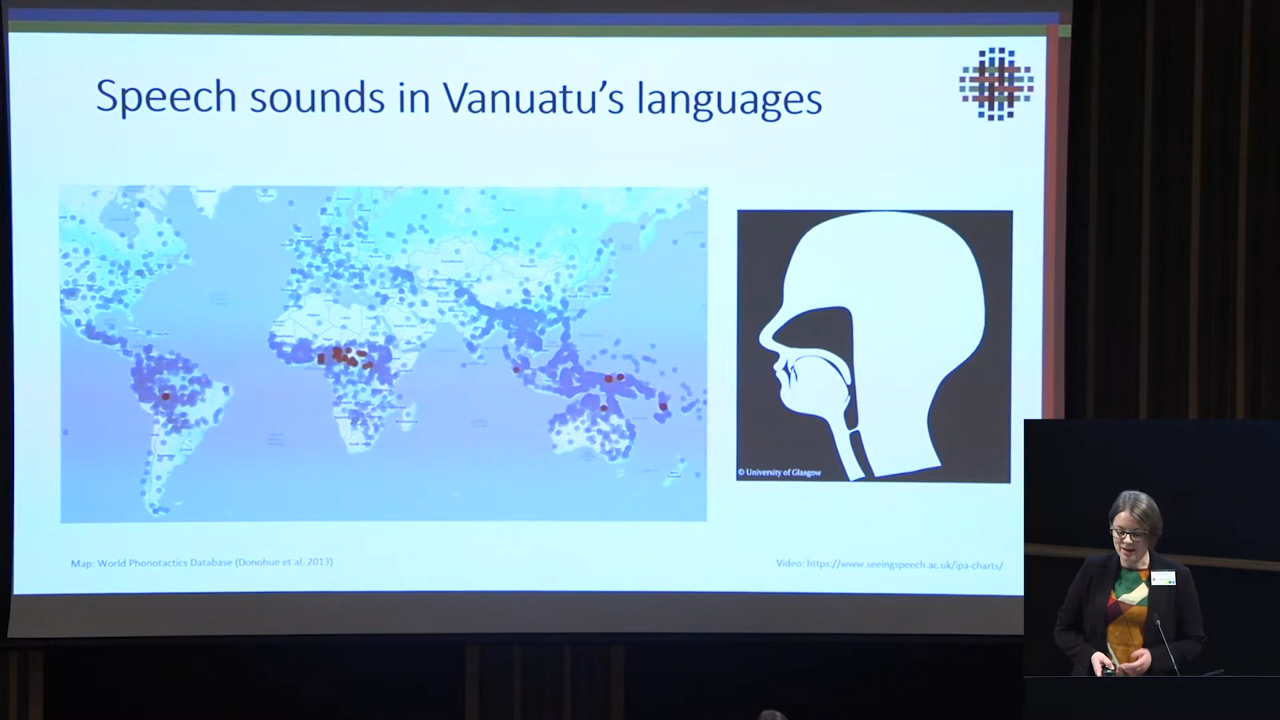 Speech sounds in Vanuatu's languages
© University of Glasgow
Map: World Phonotactics Database (Donohue et al. 2013)
Video: https://www.seeingspeech.ac.uk/ipa-charts/